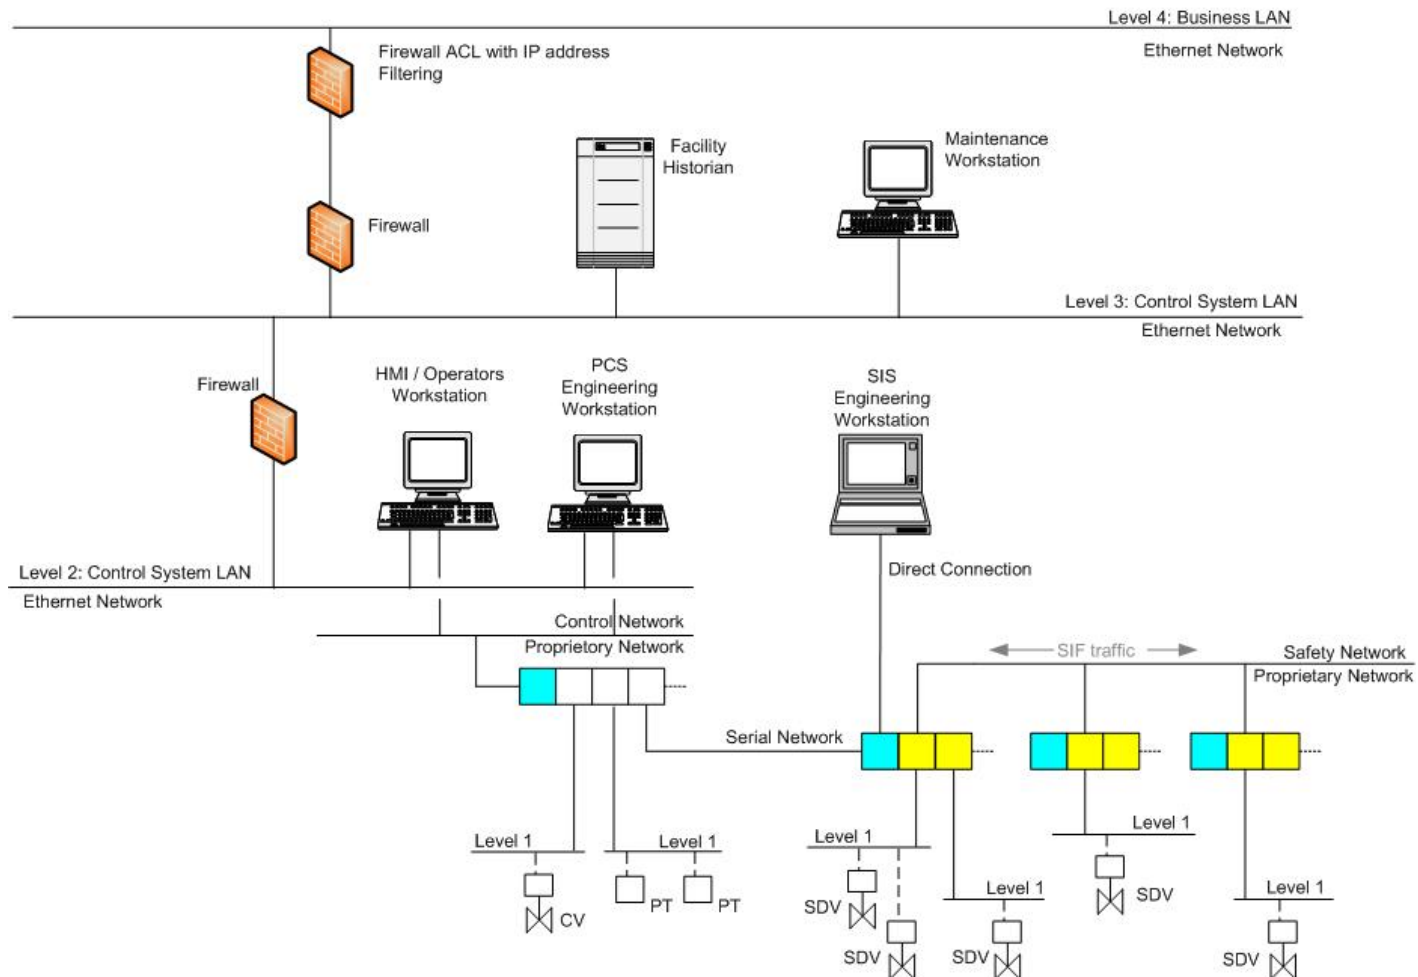 Level 4: Business LAN
Ethernet Network
Firewall ACL with IP address
Filtering
Facility
Historian
Maintenance
Workstation
Firewall
Level 3: Control System LAN
Ethernet Network
Firewall
HMI / Operators
Workstation
PCS
Engineering
Workstation
SIS
Engineering
Workstation
Level 2: Control System LAN
Ethernet Network
Direct Connection
Control Network
Proprietory Network
SIF traffic
Safety Network
Proprietary Network
Serial Network
Level 1
Level 1
Level 1
Level 1
Level 1
Level 1
CV
PT
PT
SDV
SDV
SDV
SDV
SDV